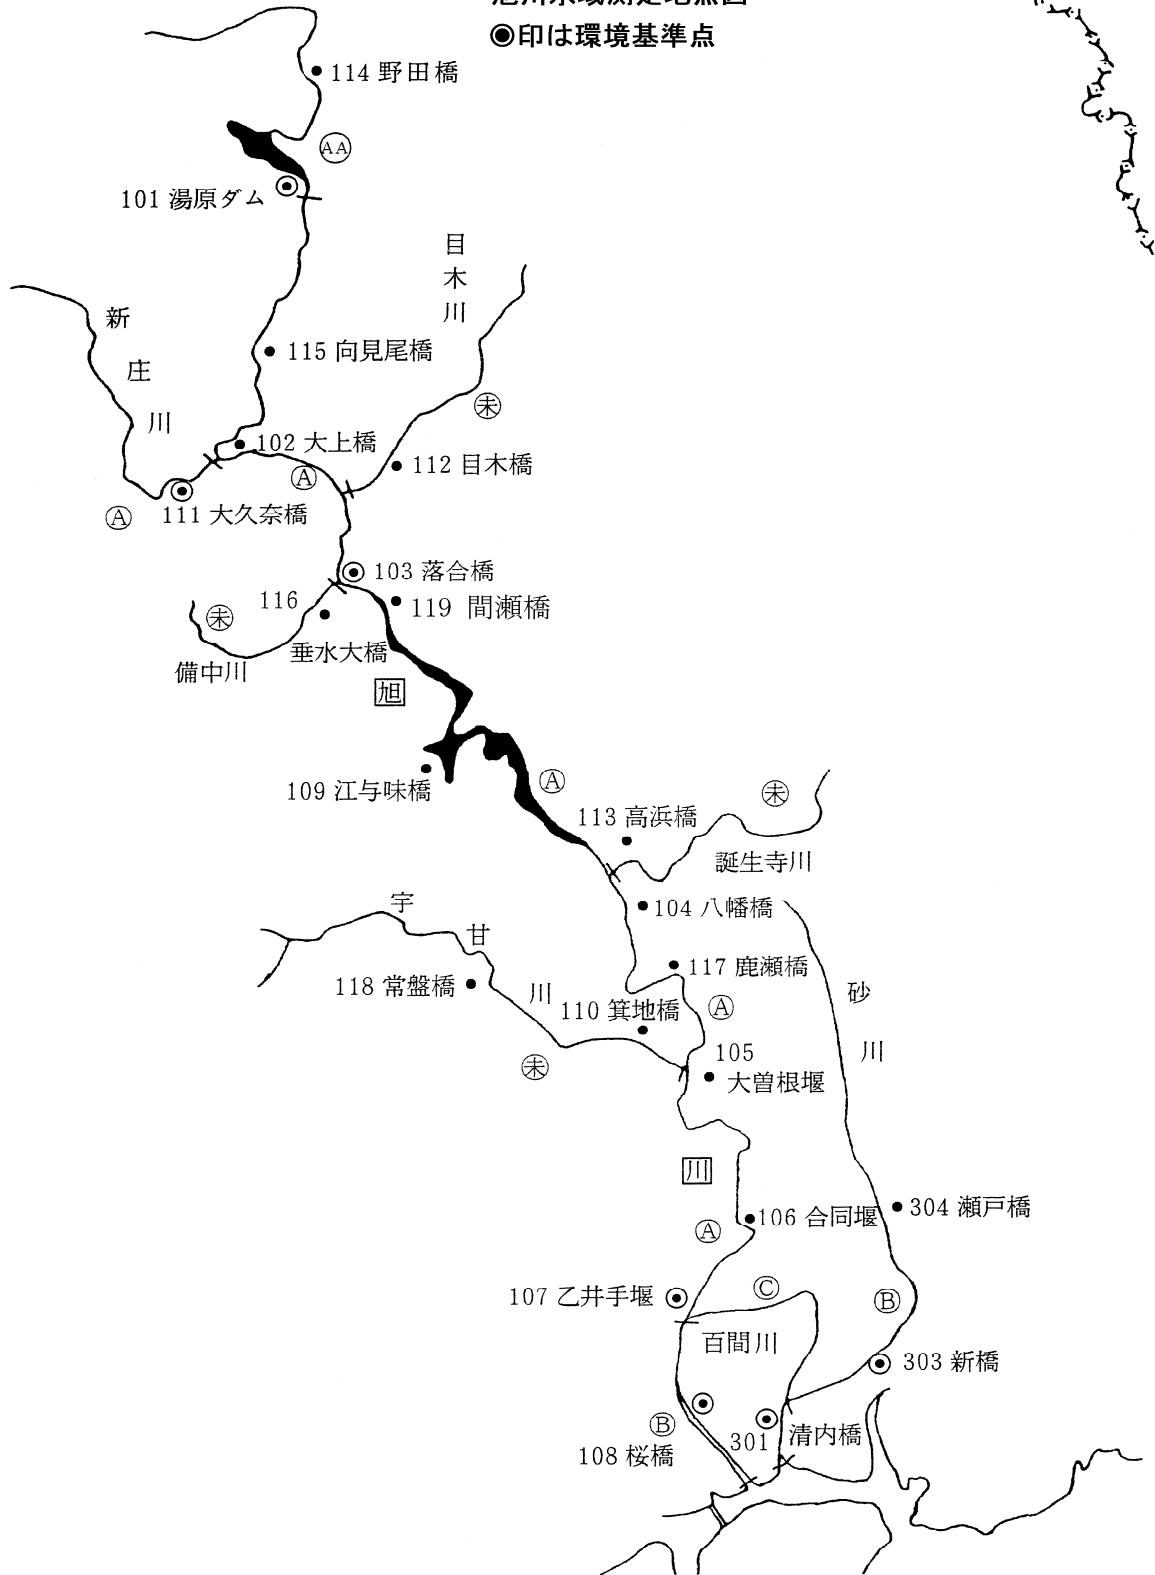 ◉印は環境基準点
114 野田橋
AA
101 湯原ダム
目木川
新庄川
115 向見尾橋
未
102 大上橋
A
112 目木橋
A
111 大久奈橋
103 落合橋
116
垂水大橋
119 間瀬橋
未
備中川
旭
109 江与味橋
A
未
113 高浜橋
誕生寺川
104 八幡橋
宇甘川
117 鹿瀬橋
118 常盤橋
砂川
110 箕地橋
A
未
105
大曽根堰
川
106 合同堰
304 瀬戸橋
A
107 乙井手堰
C
B
百間川
303 新橋
B
301 清内橋
108 桜橋